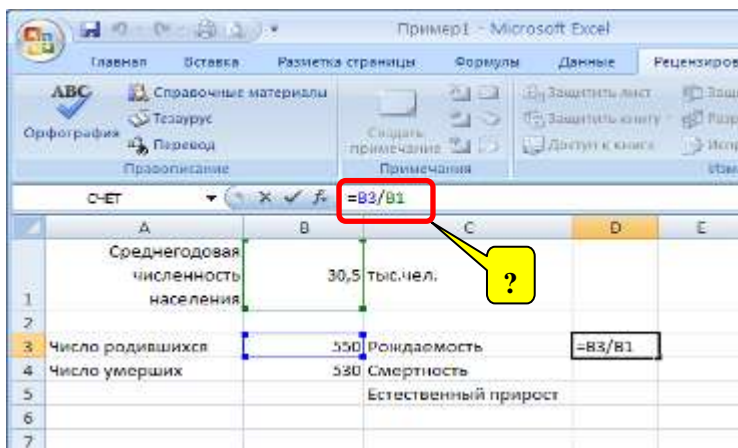 Пример1 - Microsoft Excel
Главная Вставка Разметка страницы Формулы Данные Рецензиров
ABC Справочные материалы Защитить лист Защи
Тезаурус Защитить книгу
Орфография Создать примечание
Перевод Доступ к книге
Правописание Примечания
СЧЁТ =B3/B1
A B C D E
Среднегодовая
численность 30,5 тыс.чел. ?
1 населения
2
3 Число родившихся 550 Рождаемость =B3/B1
4 Число умерших 530 Смертность
5 Естественный прирост
6
7